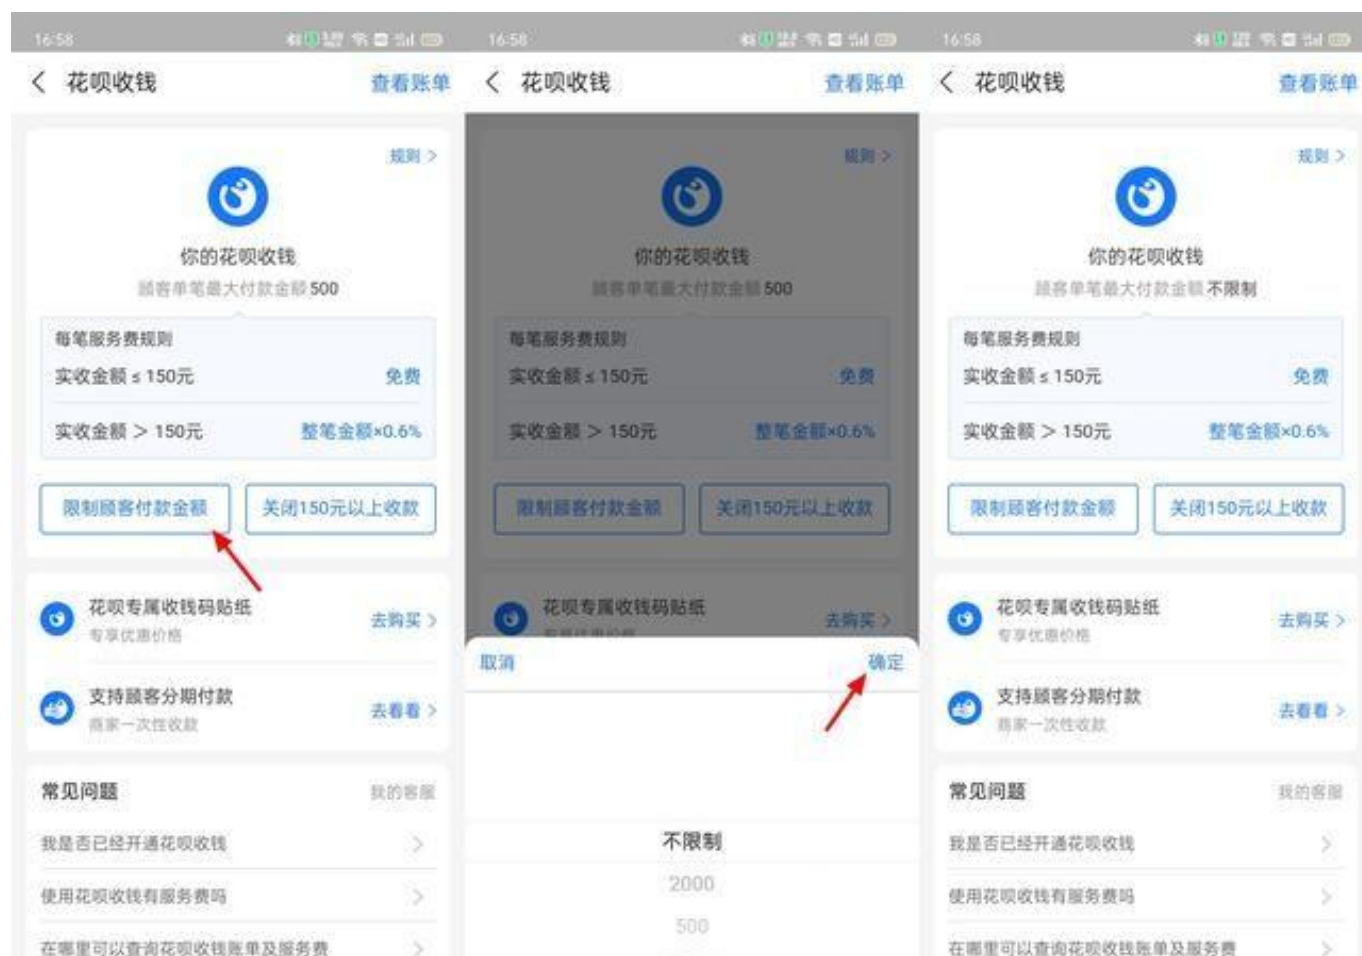 16:58
花呗收钱
查看账单
规则 >
你的花呗收钱
顾客单笔最大付款金额 500
每笔服务费规则
实收金额 ≤ 150元
免费
实收金额 ＞ 150元
整笔金额×0.6%
限制顾客付款金额
关闭150元以上收款
花呗专属收钱码贴纸
专享优惠价格
去购买 >
支持顾客分期付款
商家一次性收款
去看看 >
常见问题
我的客服
我是否已经开通花呗收钱
使用花呗收钱有服务费吗
在哪里可以查询花呗收钱账单及服务费
16:58
花呗收钱
查看账单
规则 >
你的花呗收钱
顾客单笔最大付款金额 500
每笔服务费规则
实收金额 ≤ 150元
免费
实收金额 ＞ 150元
整笔金额×0.6%
限制顾客付款金额
关闭150元以上收款
花呗专属收钱码贴纸
去购买 >
取消
确定
不限制
2000
500
16:58
花呗收钱
查看账单
规则 >
你的花呗收钱
顾客单笔最大付款金额 不限制
每笔服务费规则
实收金额 ≤ 150元
免费
实收金额 ＞ 150元
整笔金额×0.6%
限制顾客付款金额
关闭150元以上收款
花呗专属收钱码贴纸
专享优惠价格
去购买 >
支持顾客分期付款
商家一次性收款
去看看 >
常见问题
我的客服
我是否已经开通花呗收钱
使用花呗收钱有服务费吗
在哪里可以查询花呗收钱账单及服务费